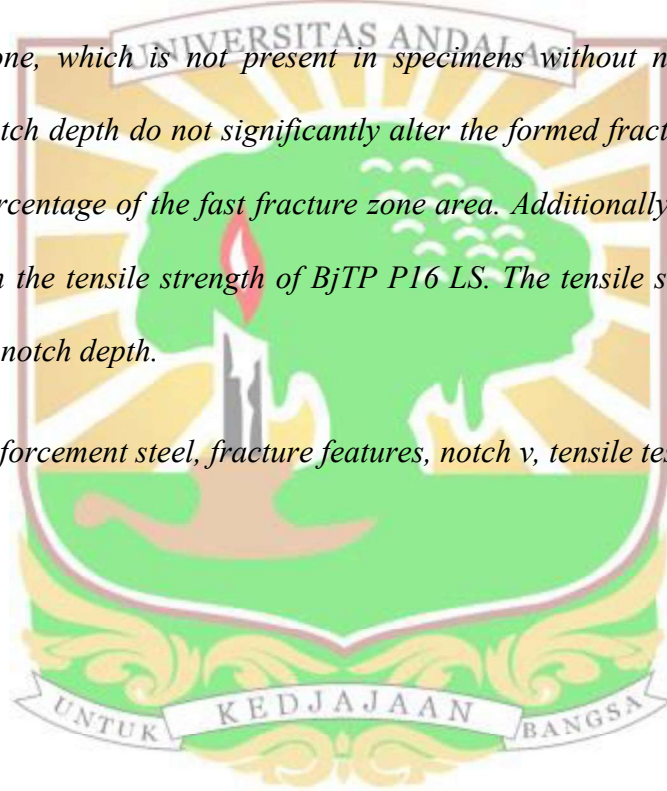 UNIVERSITAS ANDALAS
one, which is not present in specimens without n
tch depth do not significantly alter the formed fract
rcentage of the fast fracture zone area. Additionally
n the tensile strength of BjTP P16 LS. The tensile s
notch depth.
forcement steel, fracture features, notch v, tensile tes
UNTUK KEDJAJAAN BANGSA